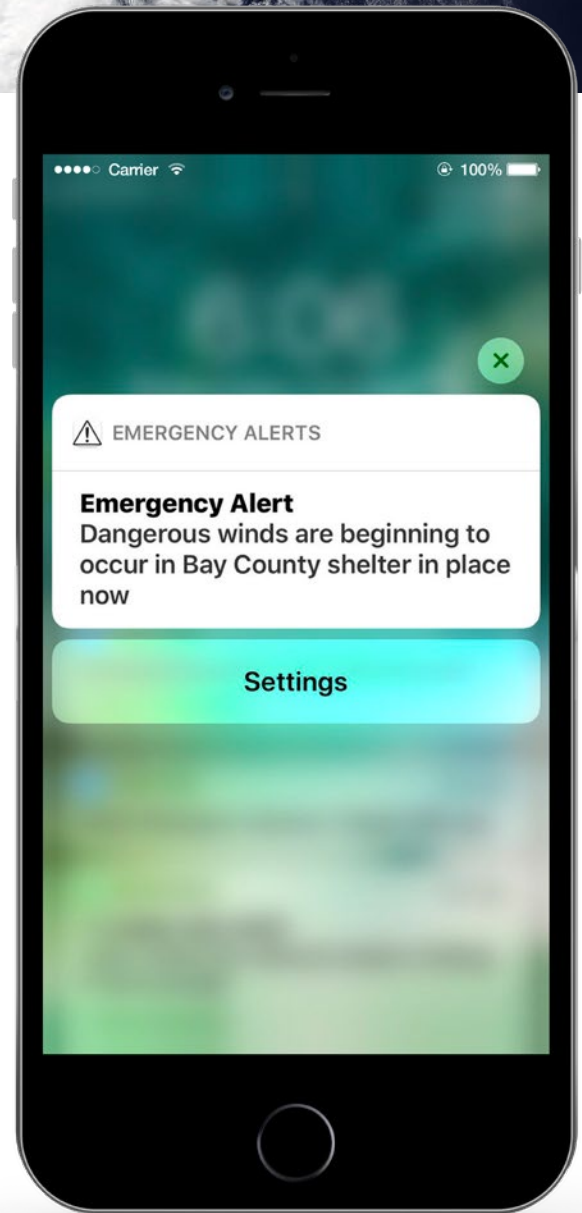 Carrier 100%
EMERGENCY ALERTS
Emergency Alert
Dangerous winds are beginning to
occur in Bay County shelter in place
now
Settings